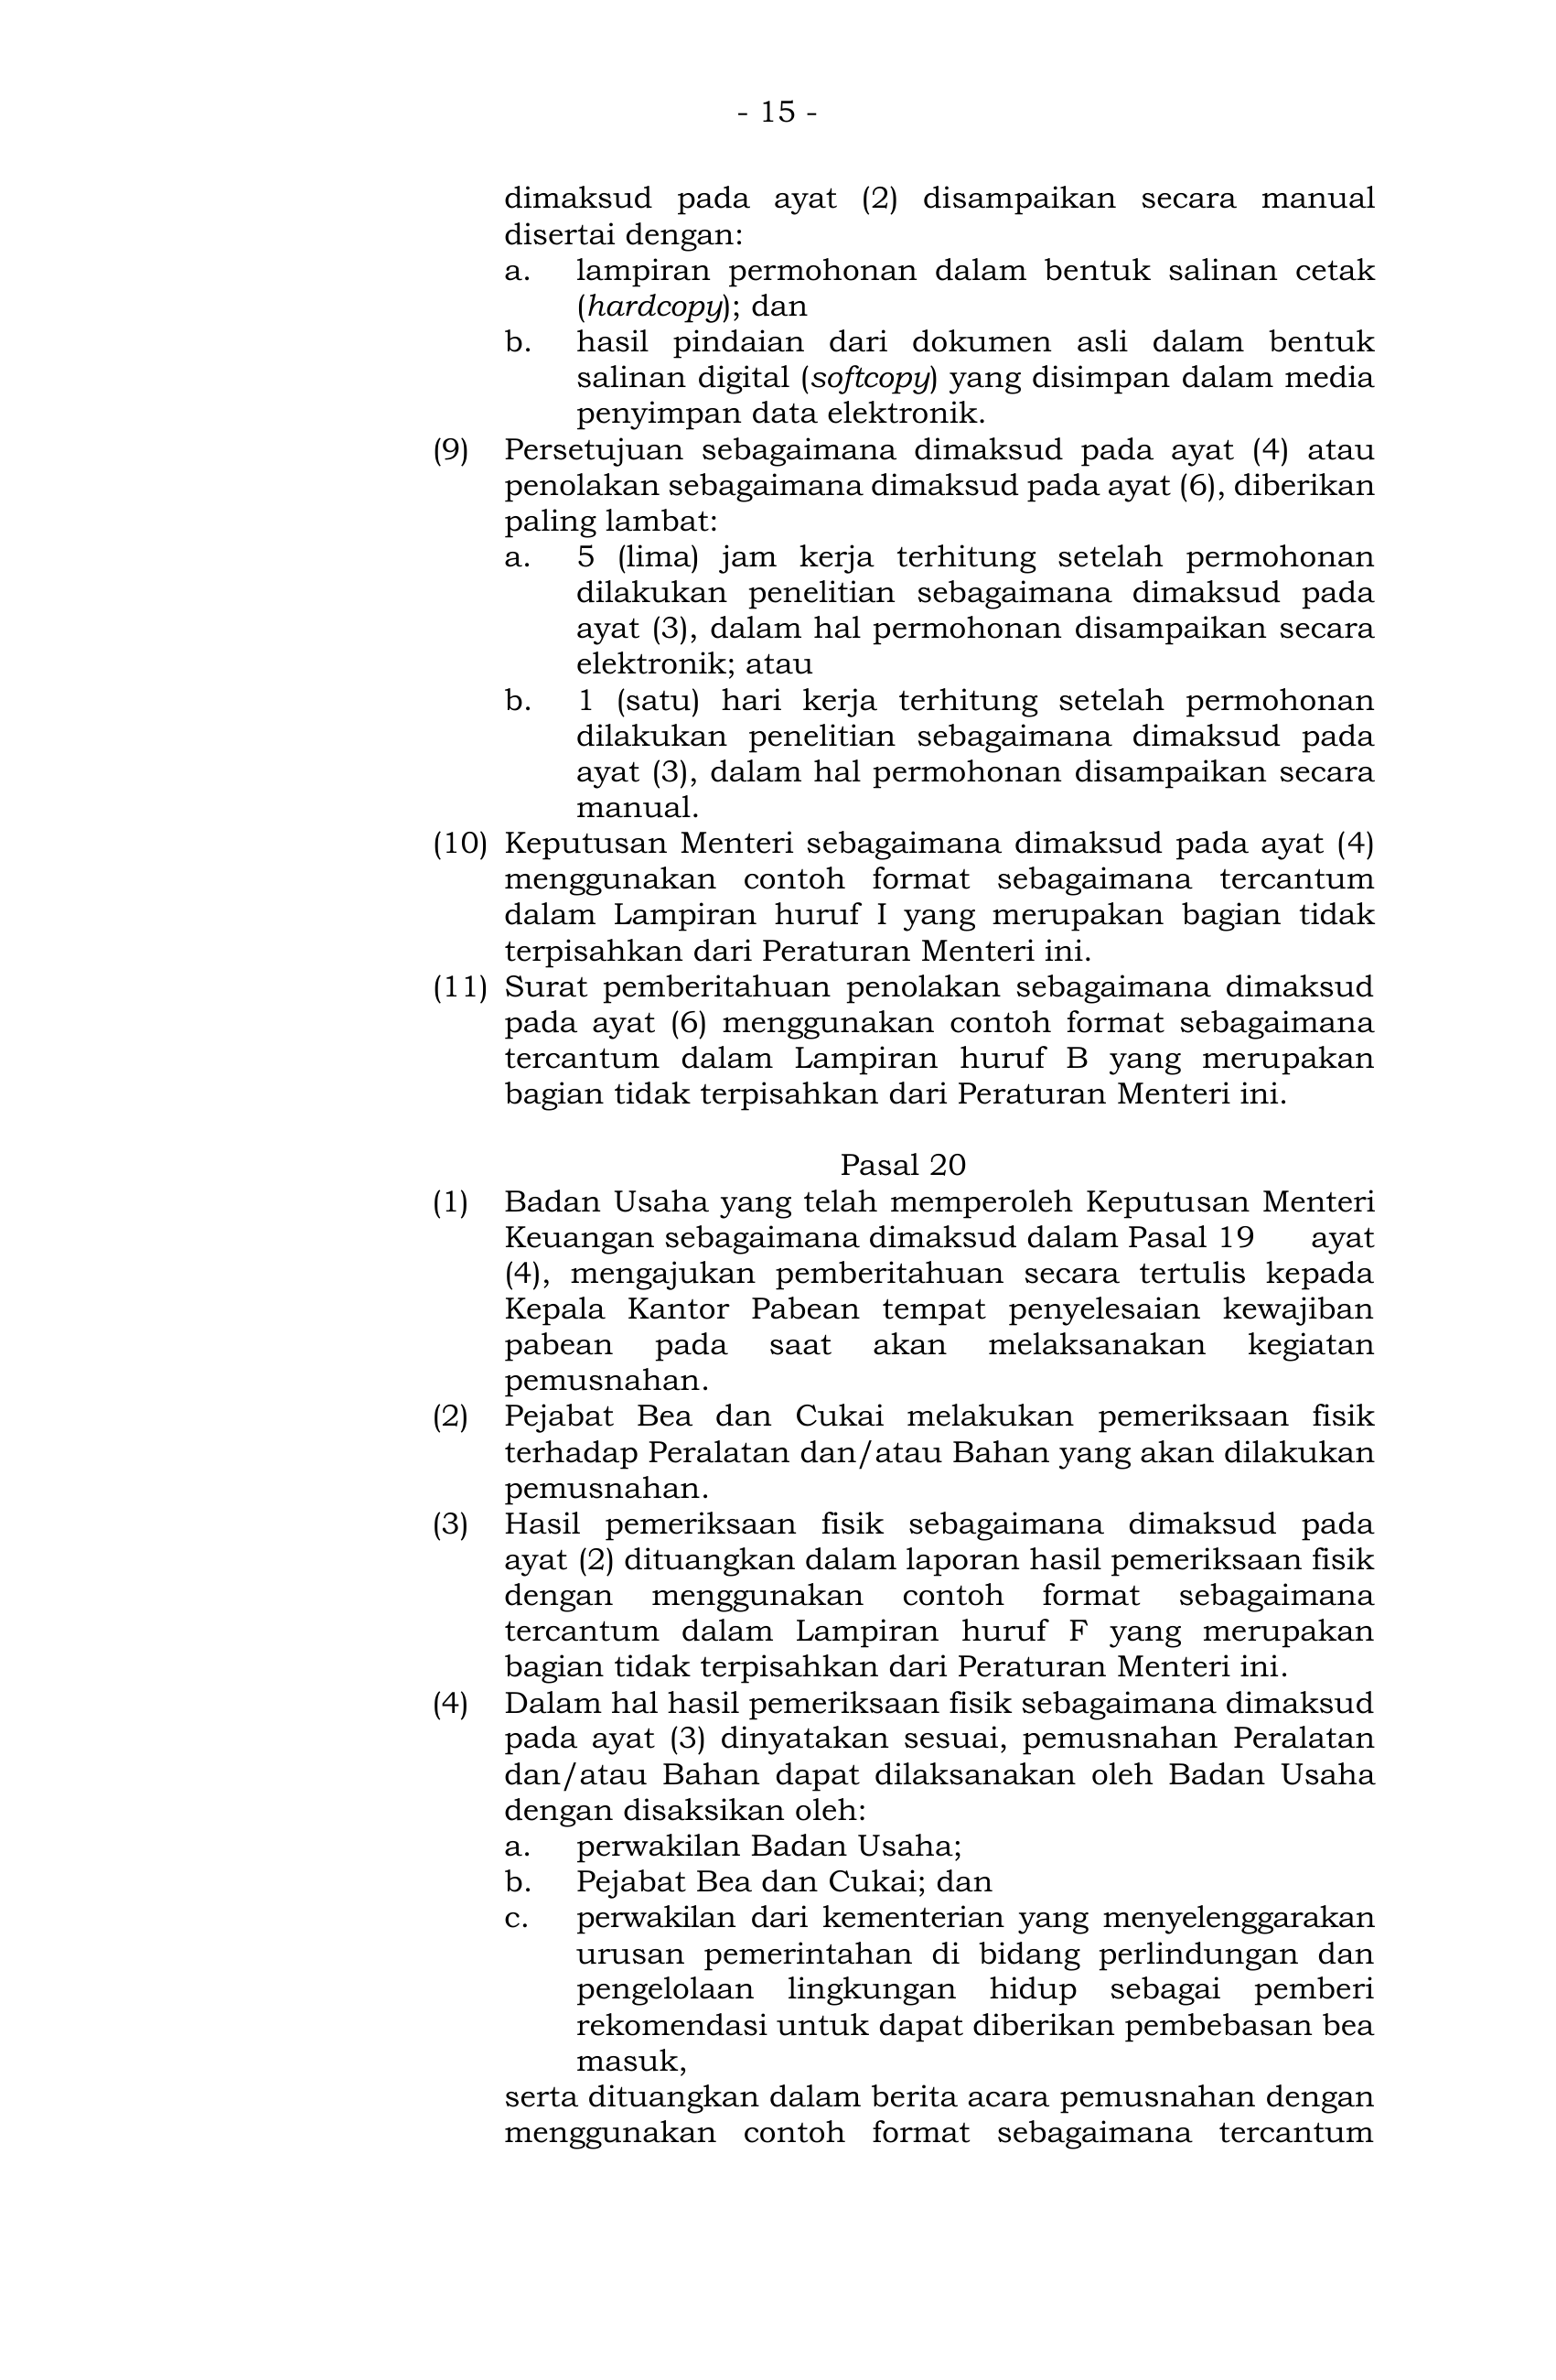 - 15 -
dimaksud pada ayat (2) disampaikan secara manual
disertai dengan:
a. lampiran permohonan dalam bentuk salinan cetak
(hardcopy); dan
b. hasil pindaian dari dokumen asli dalam bentuk
salinan digital (softcopy) yang disimpan dalam media
penyimpan data elektronik.
(9) Persetujuan sebagaimana dimaksud pada ayat (4) atau
penolakan sebagaimana dimaksud pada ayat (6), diberikan
paling lambat:
a. 5 (lima) jam kerja terhitung setelah permohonan
dilakukan penelitian sebagaimana dimaksud pada
ayat (3), dalam hal permohonan disampaikan secara
elektronik; atau
b. 1 (satu) hari kerja terhitung setelah permohonan
dilakukan penelitian sebagaimana dimaksud pada
ayat (3), dalam hal permohonan disampaikan secara
manual.
(10) Keputusan Menteri sebagaimana dimaksud pada ayat (4)
menggunakan contoh format sebagaimana tercantum
dalam Lampiran huruf I yang merupakan bagian tidak
terpisahkan dari Peraturan Menteri ini.
(11) Surat pemberitahuan penolakan sebagaimana dimaksud
pada ayat (6) menggunakan contoh format sebagaimana
tercantum dalam Lampiran huruf B yang merupakan
bagian tidak terpisahkan dari Peraturan Menteri ini.
Pasal 20
(1) Badan Usaha yang telah memperoleh Keputusan Menteri
Keuangan sebagaimana dimaksud dalam Pasal 19 ayat
(4), mengajukan pemberitahuan secara tertulis kepada
Kepala Kantor Pabean tempat penyelesaian kewajiban
pabean pada saat akan melaksanakan kegiatan
pemusnahan.
(2) Pejabat Bea dan Cukai melakukan pemeriksaan fisik
terhadap Peralatan dan/atau Bahan yang akan dilakukan
pemusnahan.
(3) Hasil pemeriksaan fisik sebagaimana dimaksud pada
ayat (2) dituangkan dalam laporan hasil pemeriksaan fisik
dengan menggunakan contoh format sebagaimana
tercantum dalam Lampiran huruf F yang merupakan
bagian tidak terpisahkan dari Peraturan Menteri ini.
(4) Dalam hal hasil pemeriksaan fisik sebagaimana dimaksud
pada ayat (3) dinyatakan sesuai, pemusnahan Peralatan
dan/atau Bahan dapat dilaksanakan oleh Badan Usaha
dengan disaksikan oleh:
a. perwakilan Badan Usaha;
b. Pejabat Bea dan Cukai; dan
c. perwakilan dari kementerian yang menyelenggarakan
urusan pemerintahan di bidang perlindungan dan
pengelolaan lingkungan hidup sebagai pemberi
rekomendasi untuk dapat diberikan pembebasan bea
masuk,
serta dituangkan dalam berita acara pemusnahan dengan
menggunakan contoh format sebagaimana tercantum